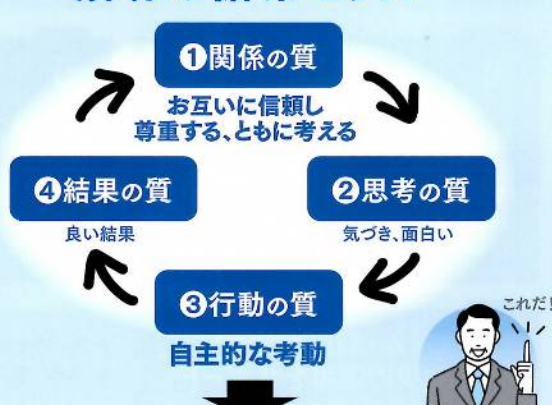 ❶関係の質
お互いに信頼し
尊重する、ともに考える
❹結果の質
良い結果
❷思考の質
気づき、面白い
❸行動の質
自主的な考動
これだ!